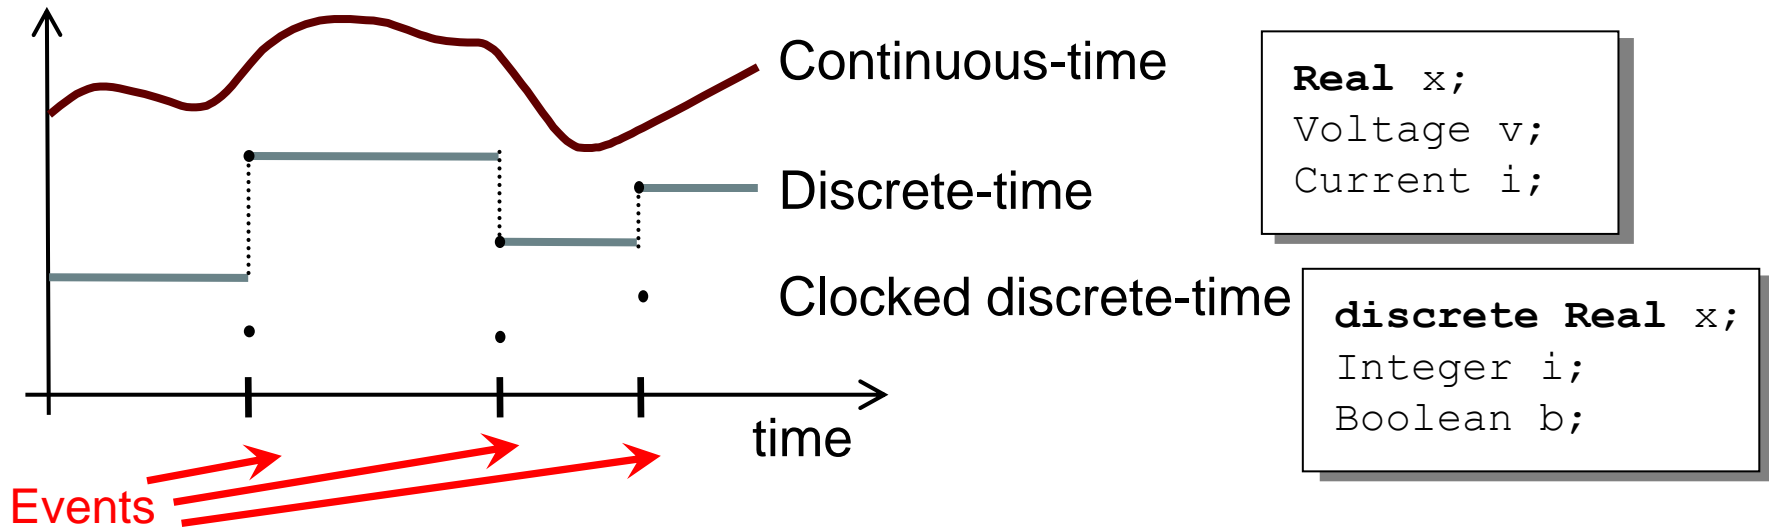 Continuous-time
Discrete-time
Clocked discrete-time
time
Events
Real x;
Voltage v;
Current i;
discrete Real x;
Integer i;
Boolean b;